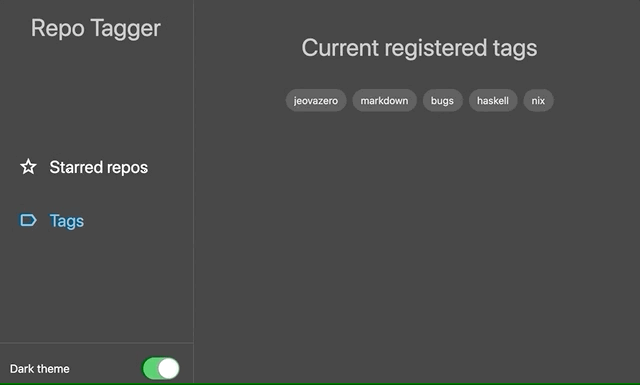 Repo Tagger
Starred repos
Tags
Dark theme
Current registered tags
jeovazero markdown bugs haskell nix